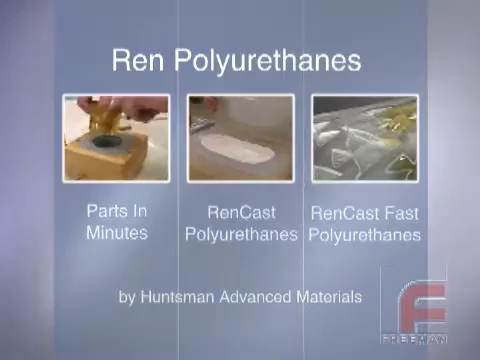 Ren Polyurethanes
Parts In
Minutes
RenCast
Polyurethanes
RenCast Fast
Polyurethanes
by Huntsman Advanced Materials
FREEMAN